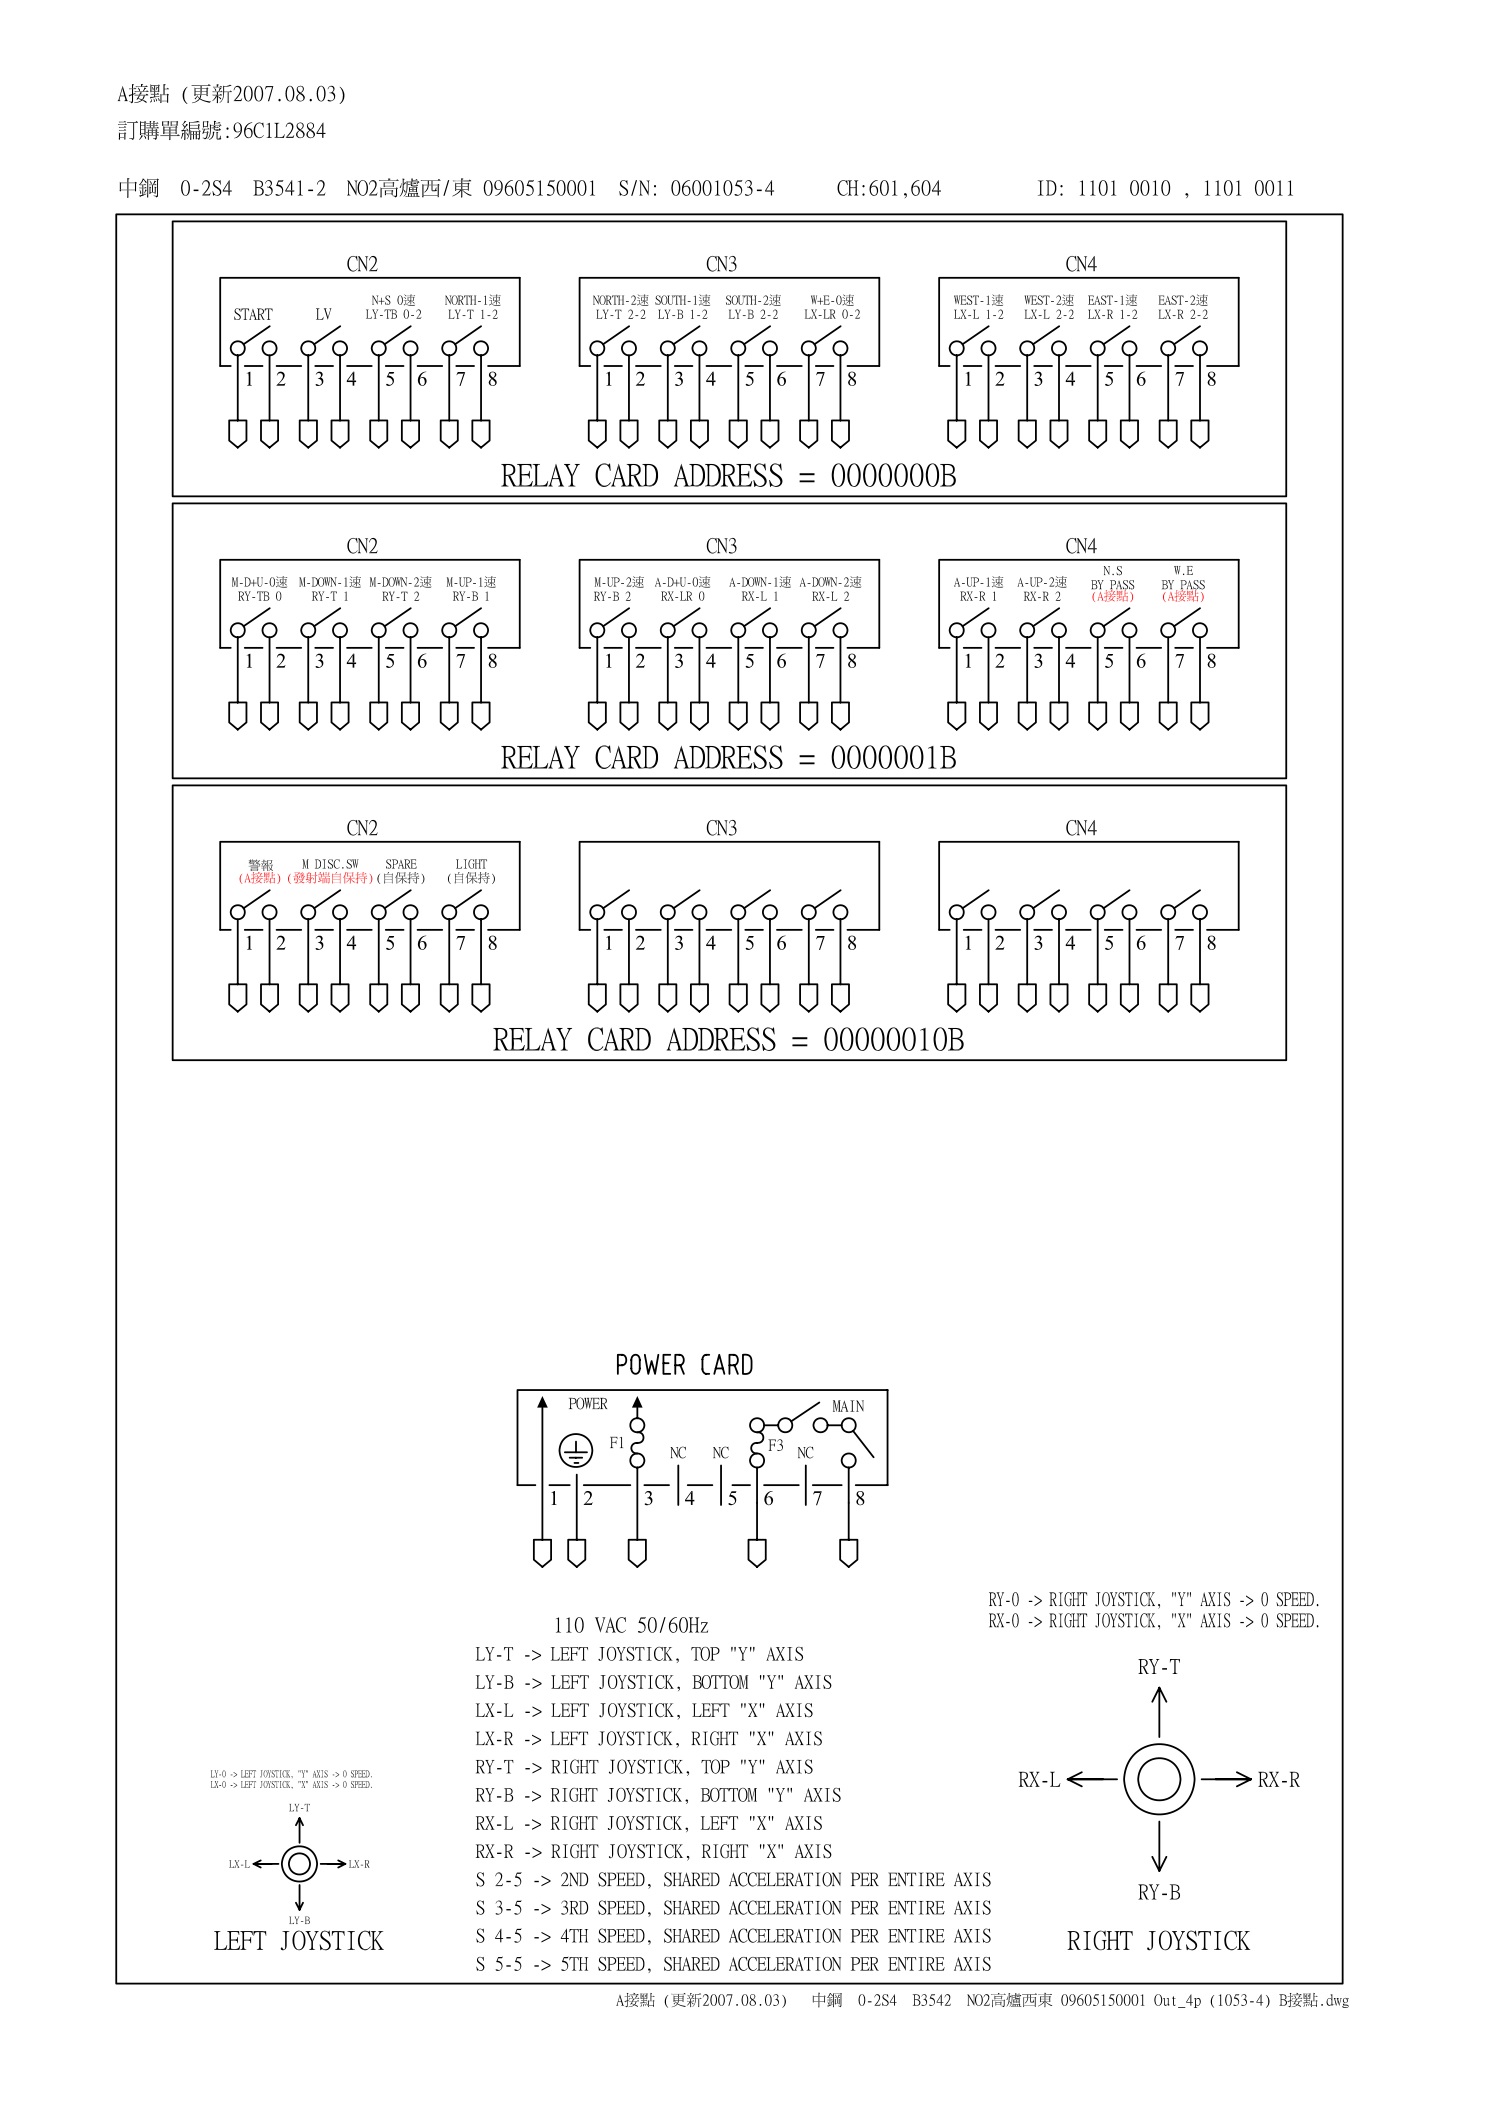 A接點 (更新2007.08.03)
訂購單編號:96C1L2884
中鋼 0-2S4 B3541-2 NO2高爐西/東 09605150001 S/N: 06001053-4 CH:601,604 ID: 1101 0010 , 1101 0011
CN2 CN3 CN4
N+S 0速 NORTH-1速 NORTH-2速 SOUTH-1速 SOUTH-2速 W+E-0速 WEST-1速 WEST-2速 EAST-1速 EAST-2速
START LV LY-TB 0-2 LY-T 1-2 LY-T 2-2 LY-B 1-2 LY-B 2-2 LX-LR 0-2 LX-L 1-2 LX-L 2-2 LX-R 1-2 LX-R 2-2
1 2 3 4 5 6 7 8 1 2 3 4 5 6 7 8 1 2 3 4 5 6 7 8
RELAY CARD ADDRESS = 0000000B
CN2 CN3 CN4
N.S W.E
M-D+U-0速 M-DOWN-1速 M-DOWN-2速 M-UP-1速 M-UP-2速 A-D+U-0速 A-DOWN-1速 A-DOWN-2速 A-UP-1速 A-UP-2速 BY PASS BY PASS
RY-TB 0 RY-T 1 RY-T 2 RY-B 1 RY-B 2 RX-LR 0 RX-L 1 RX-L 2 RX-R 1 RX-R 2 (A接點) (A接點)
1 2 3 4 5 6 7 8 1 2 3 4 5 6 7 8 1 2 3 4 5 6 7 8
RELAY CARD ADDRESS = 0000001B
CN2 CN3 CN4
警報 M DISC.SW SPARE LIGHT
(A接點) (發射端自保持) (自保持) (自保持)
1 2 3 4 5 6 7 8 1 2 3 4 5 6 7 8 1 2 3 4 5 6 7 8
RELAY CARD ADDRESS = 00000010B
POWER CARD
POWER MAIN
F1 NC NC F3 NC
1 2 3 4 5 6 7 8
110 VAC 50/60Hz
LY-T -> LEFT JOYSTICK, TOP "Y" AXIS
LY-B -> LEFT JOYSTICK, BOTTOM "Y" AXIS
LX-L -> LEFT JOYSTICK, LEFT "X" AXIS
LX-R -> LEFT JOYSTICK, RIGHT "X" AXIS
RY-T -> RIGHT JOYSTICK, TOP "Y" AXIS
RY-B -> RIGHT JOYSTICK, BOTTOM "Y" AXIS
RX-L -> RIGHT JOYSTICK, LEFT "X" AXIS
RX-R -> RIGHT JOYSTICK, RIGHT "X" AXIS
S 2-5 -> 2ND SPEED, SHARED ACCELERATION PER ENTIRE AXIS
S 3-5 -> 3RD SPEED, SHARED ACCELERATION PER ENTIRE AXIS
S 4-5 -> 4TH SPEED, SHARED ACCELERATION PER ENTIRE AXIS
S 5-5 -> 5TH SPEED, SHARED ACCELERATION PER ENTIRE AXIS
LY-0 -> LEFT JOYSTICK, "Y" AXIS -> 0 SPEED.
LX-0 -> LEFT JOYSTICK, "X" AXIS -> 0 SPEED.
LY-T
LX-L LX-R
LY-B
LEFT JOYSTICK
RY-0 -> RIGHT JOYSTICK, "Y" AXIS -> 0 SPEED.
RX-0 -> RIGHT JOYSTICK, "X" AXIS -> 0 SPEED.
RY-T
RX-L RX-R
RY-B
RIGHT JOYSTICK
A接點 (更新2007.08.03) 中鋼 0-2S4 B3542 NO2高爐西東 09605150001 Out_4p (1053-4) B接點.dwg